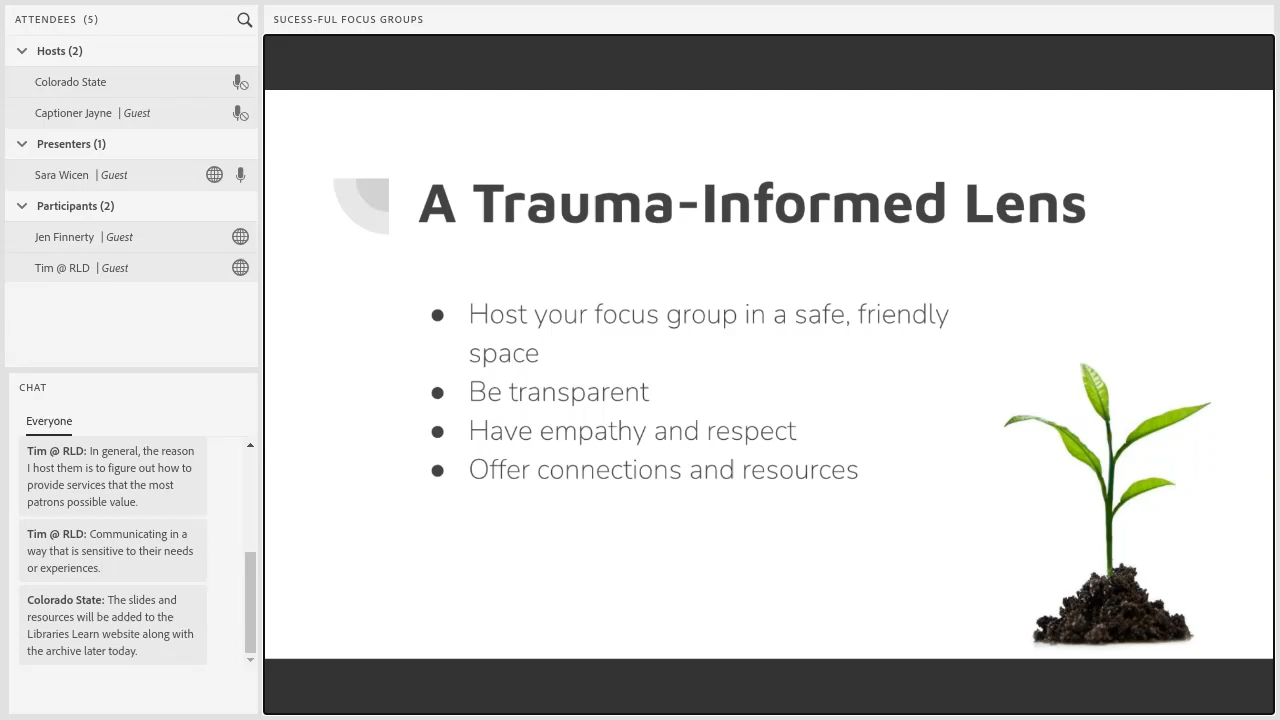 ATTENDEES (5)
Hosts (2)
Colorado State
Captioner Jayne | Guest
Presenters (1)
Sara Wicen | Guest
Participants (2)
Jen Finnerty | Guest
Tim @ RLD | Guest
CHAT
Everyone
Tim @ RLD: In general, the reason
I host them is to figure out how to
provide services that the most
patrons possible value.
Tim @ RLD: Communicating in a
way that is sensitive to their needs
or experiences.
Colorado State: The slides and
resources will be added to the
Libraries Learn website along with
the archive later today.
SUCESS-FUL FOCUS GROUPS
A Trauma-Informed Lens
● Host your focus group in a safe, friendly
space
● Be transparent
● Have empathy and respect
● Offer connections and resources